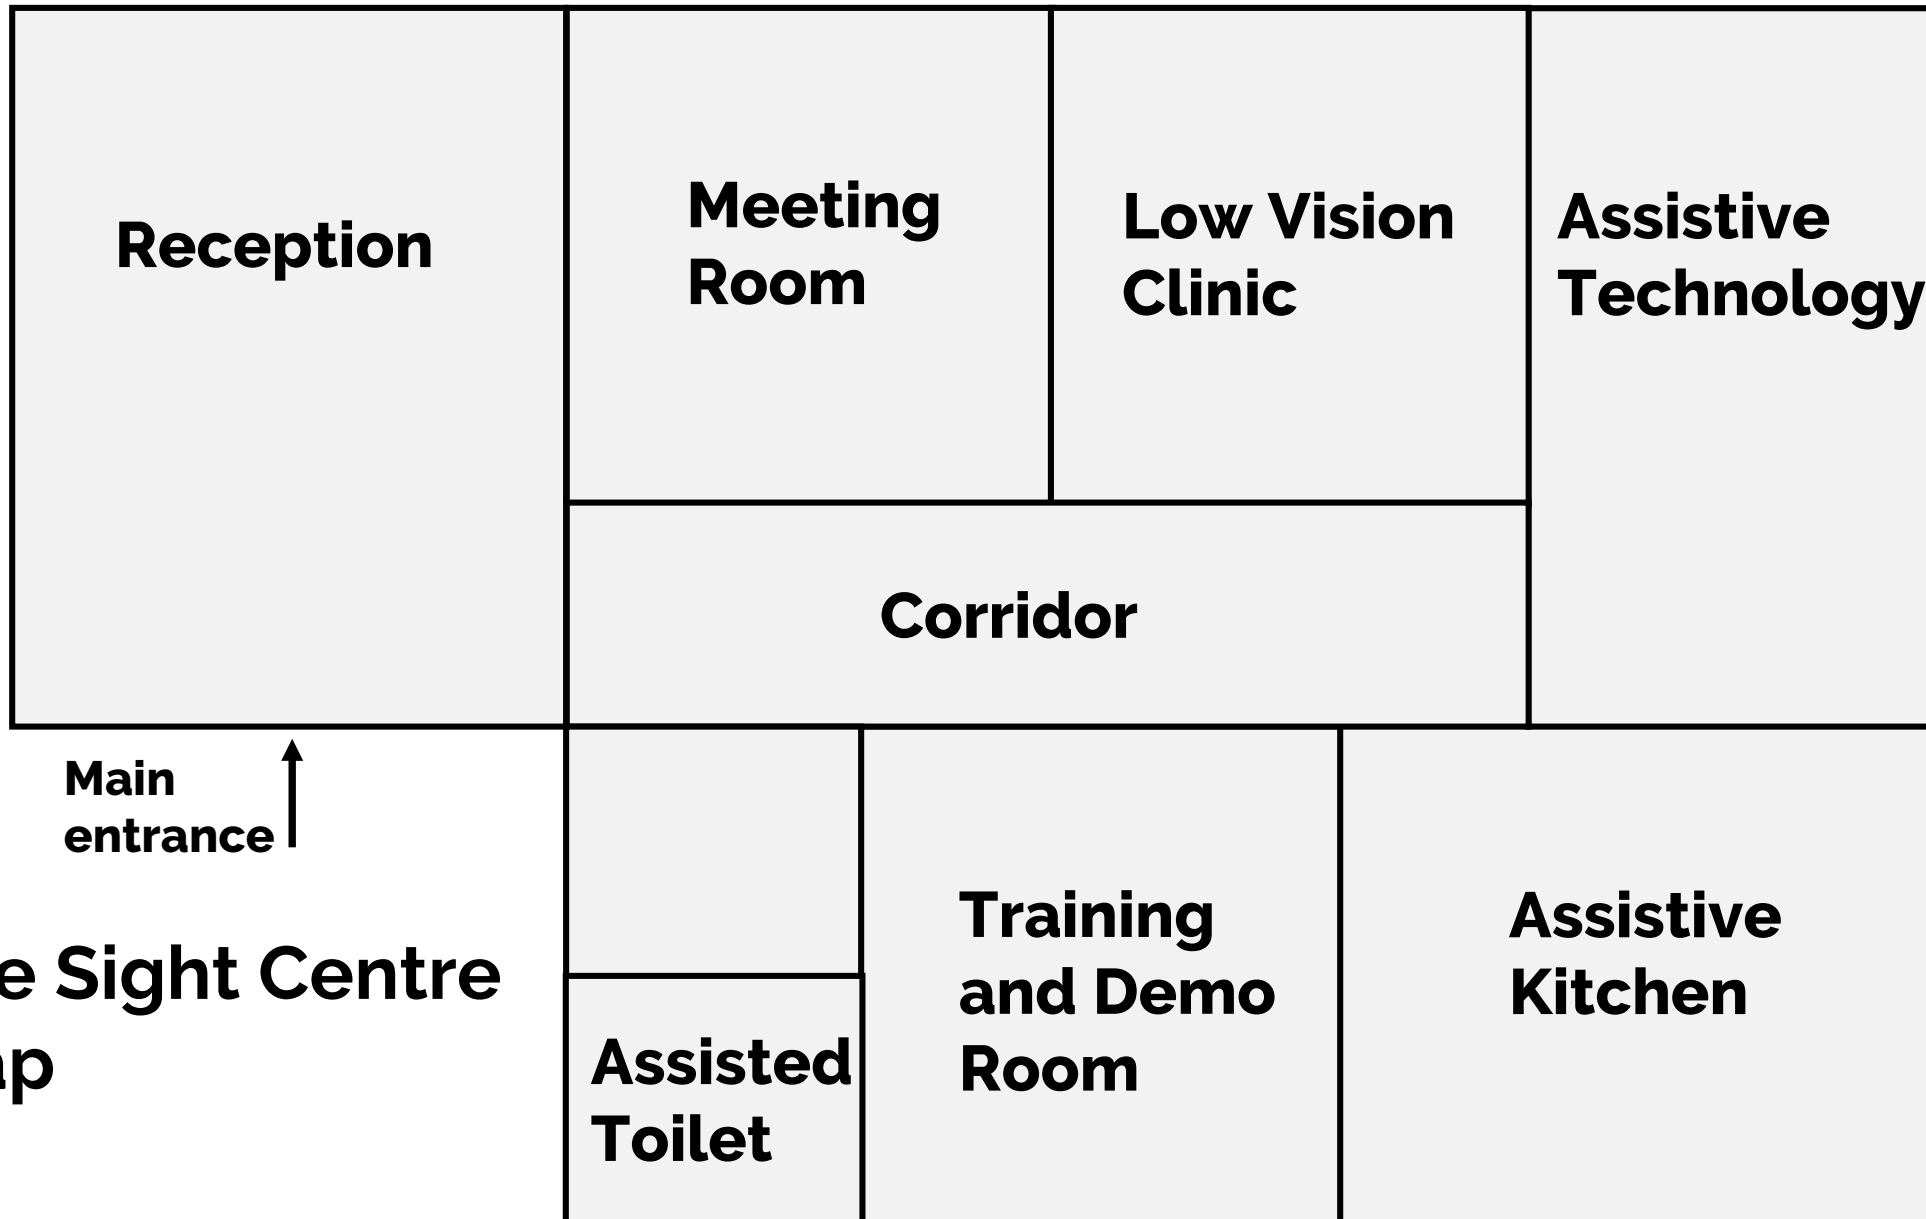 Reception
Meeting
Room
Low Vision
Clinic
Assistive
Technology
Corridor
Main
entrance
Sight Centre
Training
and Demo
Room
Assistive
Kitchen
Assisted
Toilet